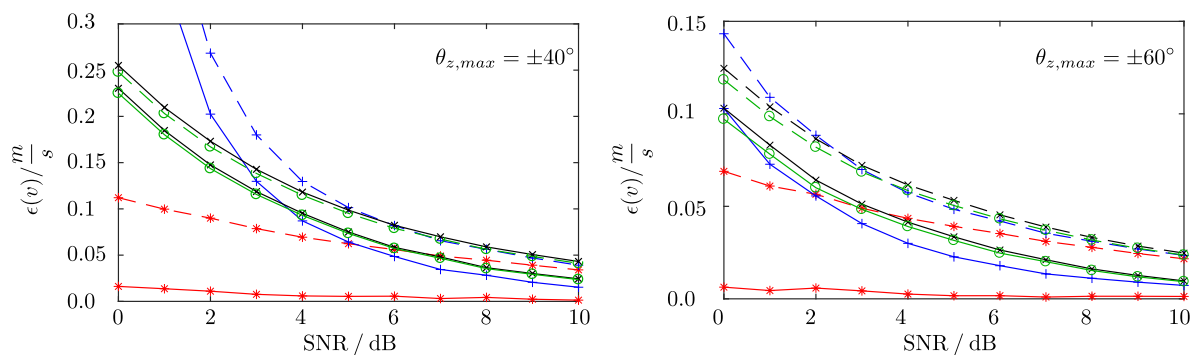 0.3
0.25
0.2
0.15
0.1
0.05
0.0
0 2 4 6 8 10
SNR / dB
ϵ(v)/m/s
θz,max = ±40°
0.15
0.1
0.05
0.0
0 2 4 6 8 10
SNR / dB
ϵ(v)/m/s
θz,max = ±60°